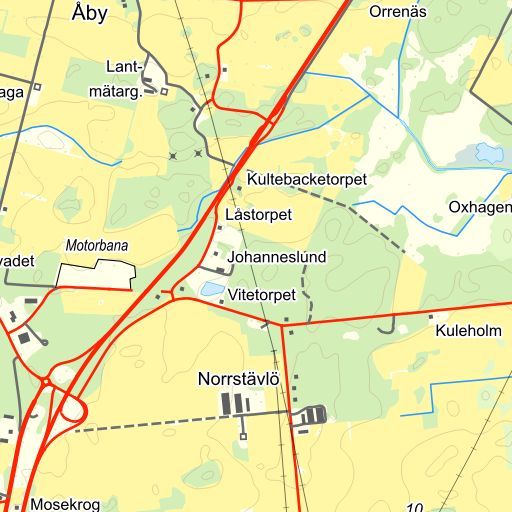 Åby
Orrenäs
Lant-
mätarg.
aga
Kultebacketorpet
Oxhagen
Låstorpet
Motorbana
Johanneslund
vadet
Vitetorpet
Kuleholm
Norrstävlö
Mosekrog
10